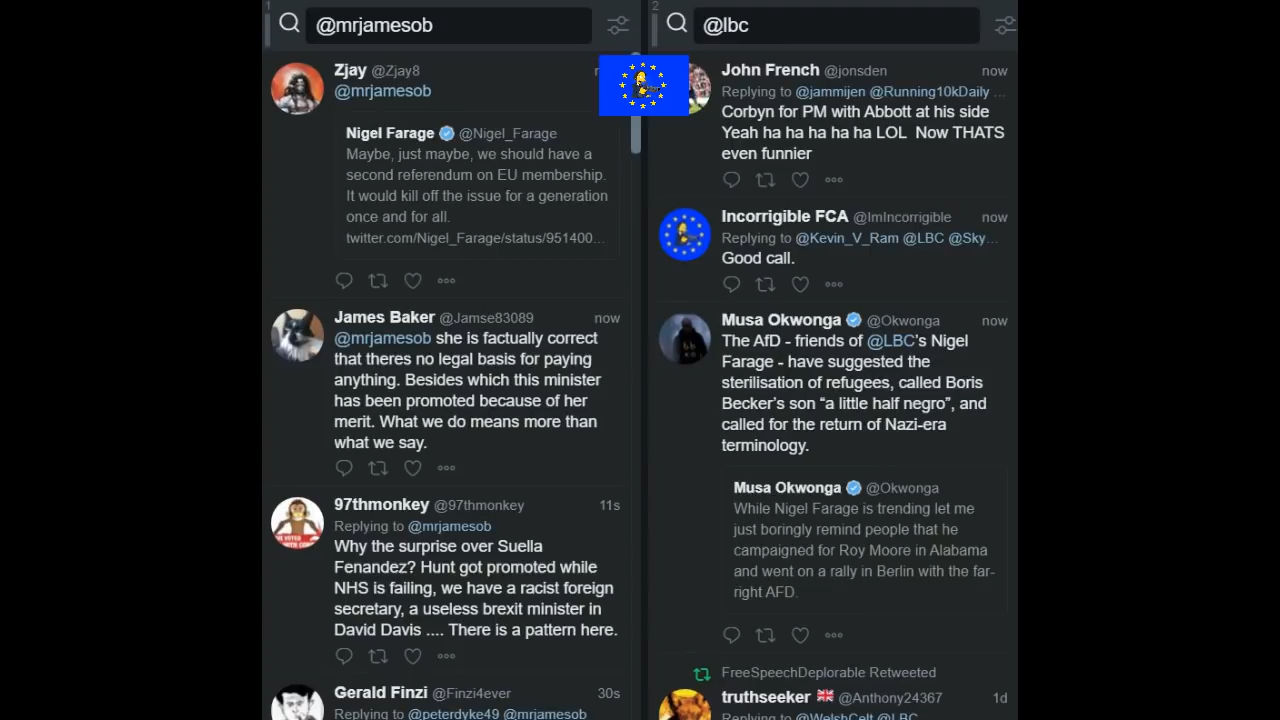 1
@mrjamesob
Zjay @Zjay8
@mrjamesob
Nigel Farage @Nigel_Farage
Maybe, just maybe, we should have a
second referendum on EU membership.
It would kill off the issue for a generation
once and for all.
twitter.com/Nigel_Farage/status/951400...
James Baker @Jamse83089 now
@mrjamesob she is factually correct
that theres no legal basis for paying
anything. Besides which this minister
has been promoted because of her
merit. What we do means more than
what we say.
97thmonkey @97thmonkey 11s
Replying to @mrjamesob
Why the surprise over Suella
Fenandez? Hunt got promoted while
NHS is failing, we have a racist foreign
secretary, a useless brexit minister in
David Davis .... There is a pattern here.
Gerald Finzi @Finzi4ever 30s
Replying to @peterdyke49 @mrjamesob
2
@lbc
John French @jonsden now
Replying to @jammijen @Running10kDaily ...
Corbyn for PM with Abbott at his side
Yeah ha ha ha ha ha LOL Now THATS
even funnier
Incorrigible FCA @ImIncorrigible now
Replying to @Kevin_V_Ram @LBC @Sky...
Good call.
Musa Okwonga @Okwonga now
The AfD - friends of @LBC's Nigel
Farage - have suggested the
sterilisation of refugees, called Boris
Becker's son “a little half negro”, and
called for the return of Nazi-era
terminology.
Musa Okwonga @Okwonga
While Nigel Farage is trending let me
just boringly remind people that he
campaigned for Roy Moore in Alabama
and went on a rally in Berlin with the far-
right AFD.
FreeSpeechDeplorable Retweeted
truthseeker @Anthony24367 1d
Replying to @WelshCelt @LBC